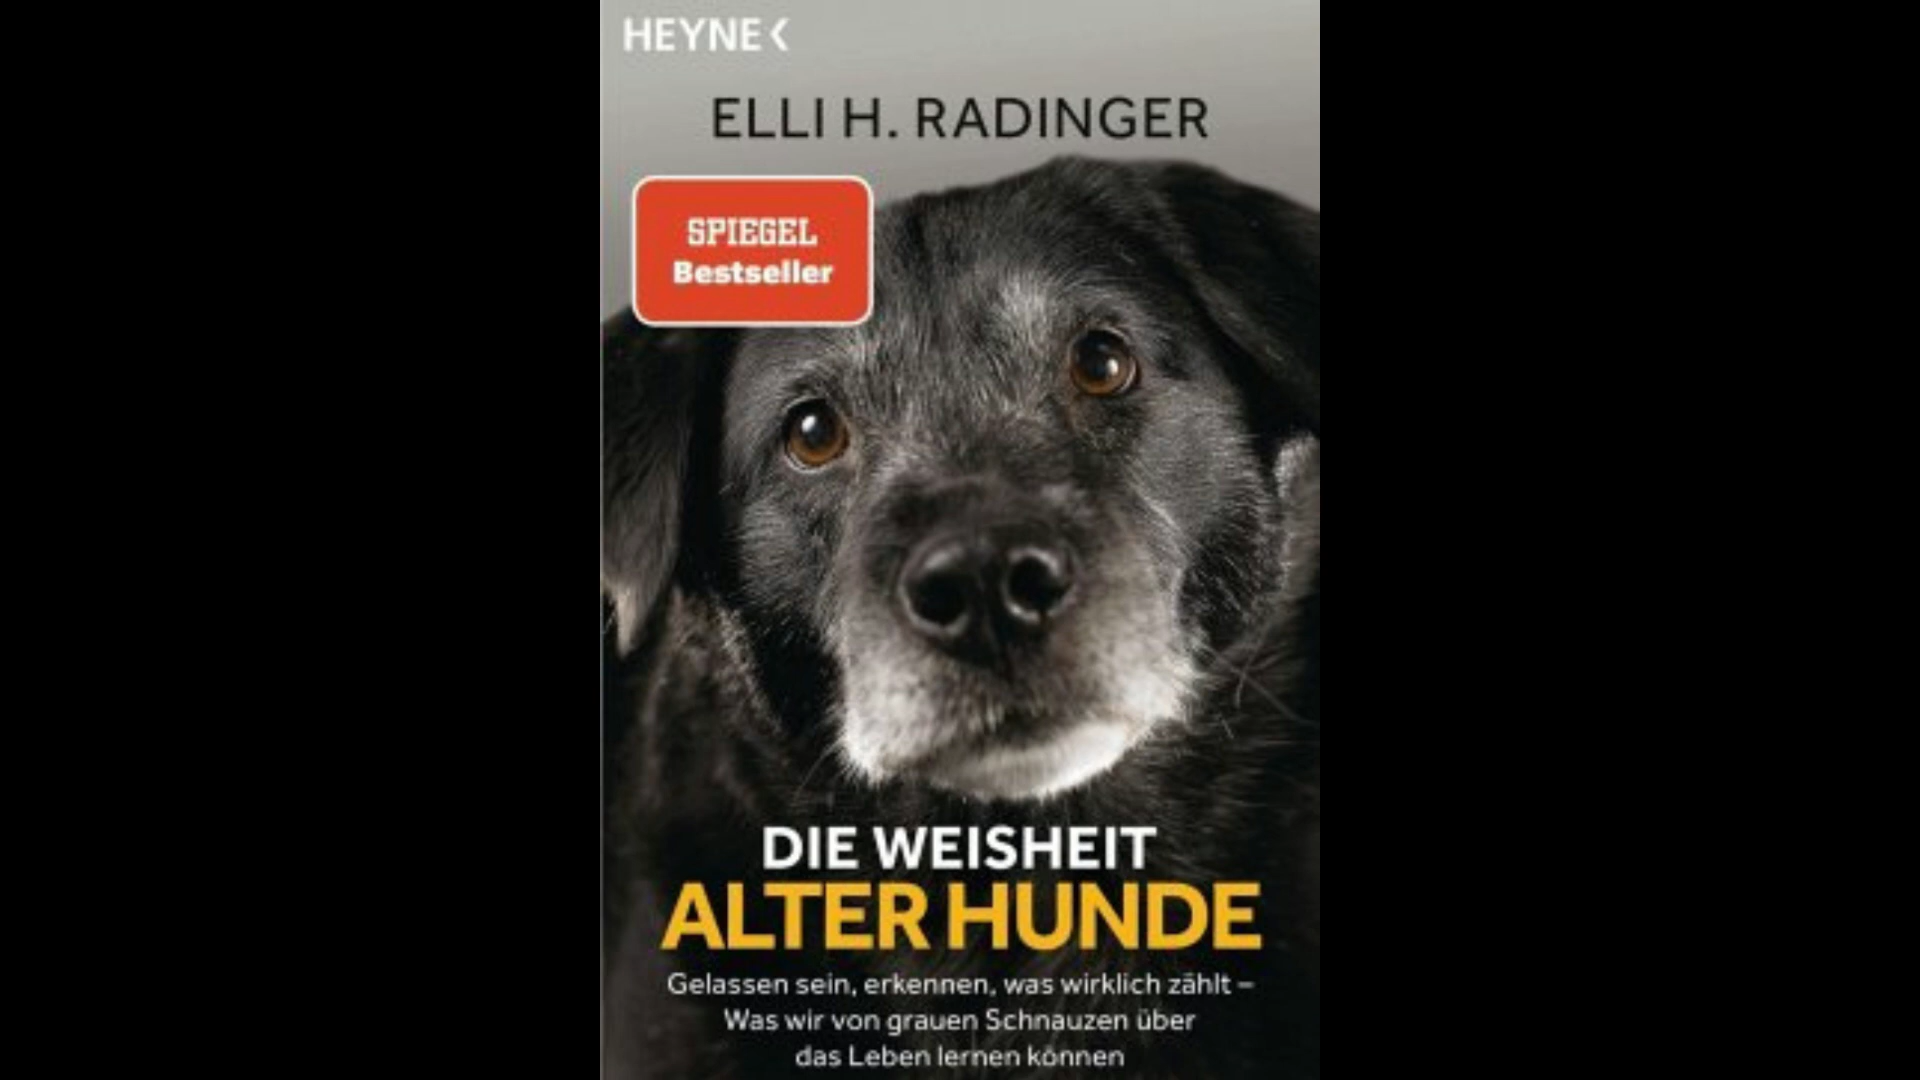 HEYNE
ELLI H. RADINGER
SPIEGEL
Bestseller
DIE WEISHEIT
ALTER HUNDE
Gelassen sein, erkennen, was wirklich zählt –
Was wir von grauen Schnauzen über
das Leben lernen können